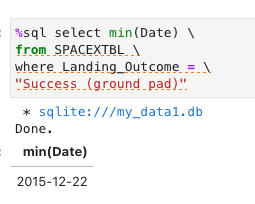 %sql select min(Date) \
from SPACEXTBL \
where Landing_Outcome = \
"Success (ground pad)"
* sqlite:///my_data1.db
Done.
min(Date)
2015-12-22